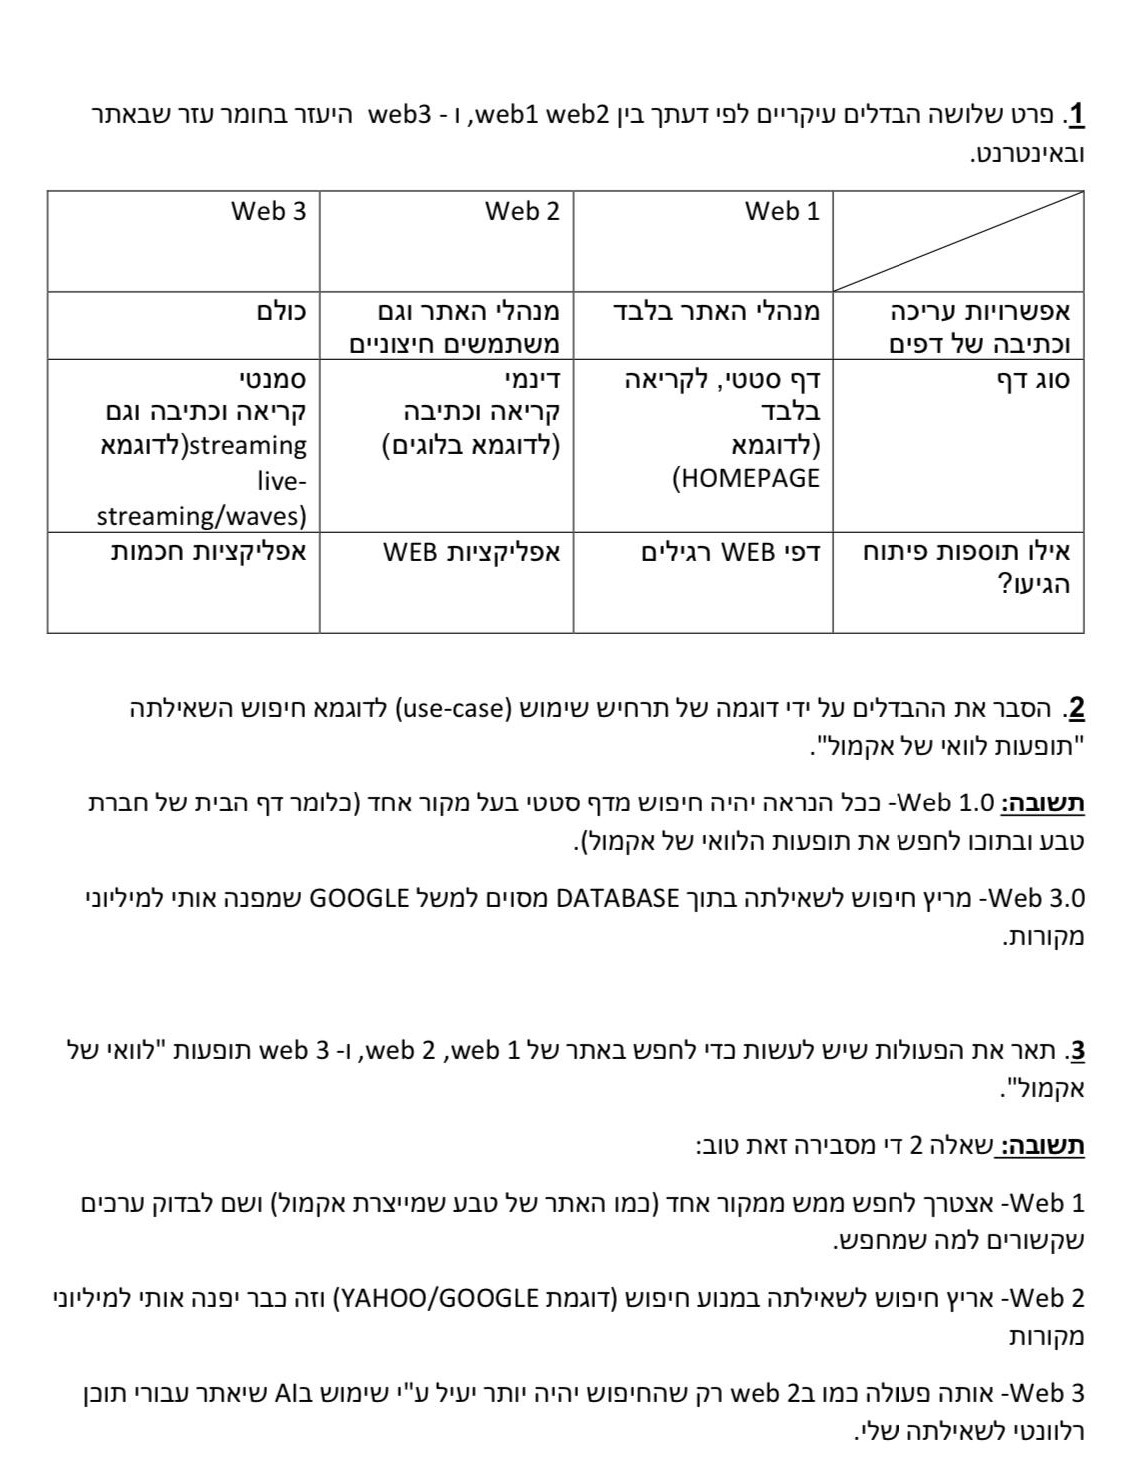 1. פרט שלושה הבדלים עיקריים לפי דעתך בין web1 web2, ו - web3 היעזר בחומר עזר שבאתר
ובאינטרנט.
Web 1 Web 2 Web 3
אפשרויות עריכה מנהלי האתר בלבד מנהלי האתר וגם כולם
וכתיבה של דפים משתמשים חיצוניים
סוג דף דף סטטי, לקריאה דינמי סמנטי
בלבד קריאה וכתיבה קריאה וכתיבה וגם
(לדוגמא (לדוגמא בלוגים) streaming(לדוגמא
HOMEPAGE) live-
streaming/waves)
אילו תוספות פיתוח דפי WEB רגילים אפליקציות WEB אפליקציות חכמות
הגיעו?
2. הסבר את ההבדלים על ידי דוגמה של תרחיש שימוש (use-case) לדוגמא חיפוש השאילתה
"תופעות לוואי של אקמול".
תשובה: Web 1.0- ככל הנראה יהיה חיפוש מדף סטטי בעל מקור אחד (כלומר דף הבית של חברת
טבע ובתוכו לחפש את תופעות הלוואי של אקמול).
Web 3.0- מריץ חיפוש לשאילתה בתוך DATABASE מסוים למשל GOOGLE שמפנה אותי למיליוני
מקורות.
3. תאר את הפעולות שיש לעשות כדי לחפש באתר של web 1, web 2, ו- web 3 תופעות "לוואי של
אקמול".
תשובה: שאלה 2 די מסבירה זאת טוב:
Web 1- אצטרך לחפש ממש ממקור אחד (כמו האתר של טבע שמייצרת אקמול) ושם לבדוק ערכים
שקשורים למה שמחפש.
Web 2- אריץ חיפוש לשאילתה במנוע חיפוש (דוגמת YAHOO/GOOGLE) וזה כבר יפנה אותי למיליוני
מקורות
Web 3- אותה פעולה כמו בweb 2 רק שהחיפוש יהיה יותר יעיל ע"י שימוש בAI שיאתר עבורי תוכן
רלוונטי לשאילתה שלי.